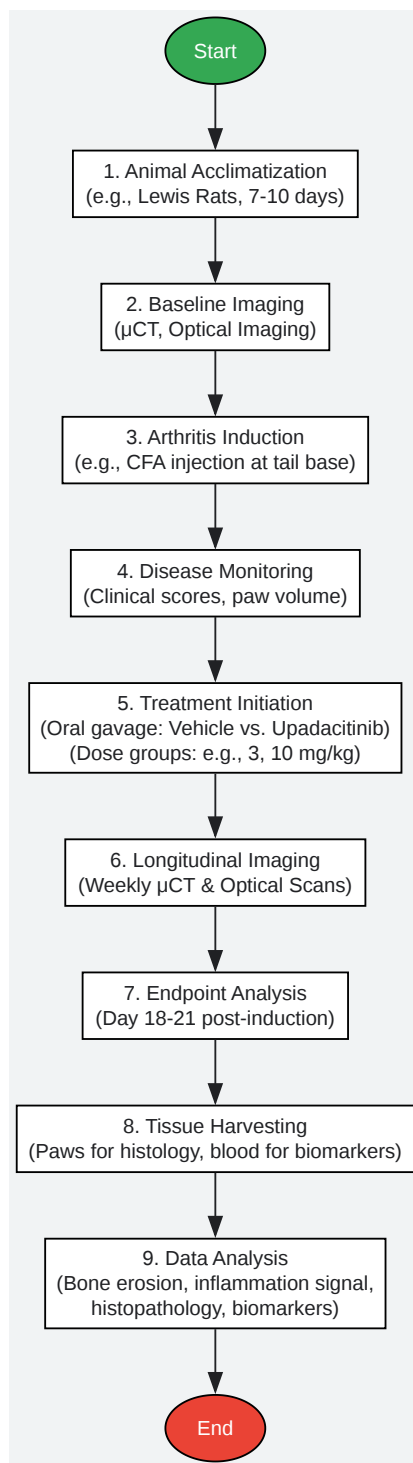 Start
1. Animal Acclimatization
(e.g., Lewis Rats, 7-10 days)
2. Baseline Imaging
(μCT, Optical Imaging)
3. Arthritis Induction
(e.g., CFA injection at tail base)
4. Disease Monitoring
(Clinical scores, paw volume)
5. Treatment Initiation
(Oral gavage: Vehicle vs. Upadacitinib)
(Dose groups: e.g., 3, 10 mg/kg)
6. Longitudinal Imaging
(Weekly μCT & Optical Scans)
7. Endpoint Analysis
(Day 18-21 post-induction)
8. Tissue Harvesting
(Paws for histology, blood for biomarkers)
9. Data Analysis
(Bone erosion, inflammation signal,
histopathology, biomarkers)
End